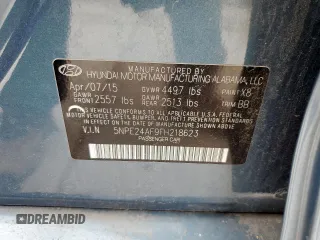 HYUNDAI MOTOR MANUFACTURING ALABAMA, LLC
Apr/07/15 GVWR 4497 lbs PAINT X8
GAWR FRONT 2557 lbs GAWR REAR 2513 lbs TRIM BB
THIS VEHICLE CONFORMS TO ALL APPLICABLE FEDERAL
MOTOR VEHICLE SAFETY, BUMPER, AND THEFT PREVENTION
STANDARDS IN EFFECT ON THE DATE OF MANUFACTURE SHOWN ABOVE.
V.I.N 5NPE24AF9FH218623
PASSENGER CAR
© DREAMBID